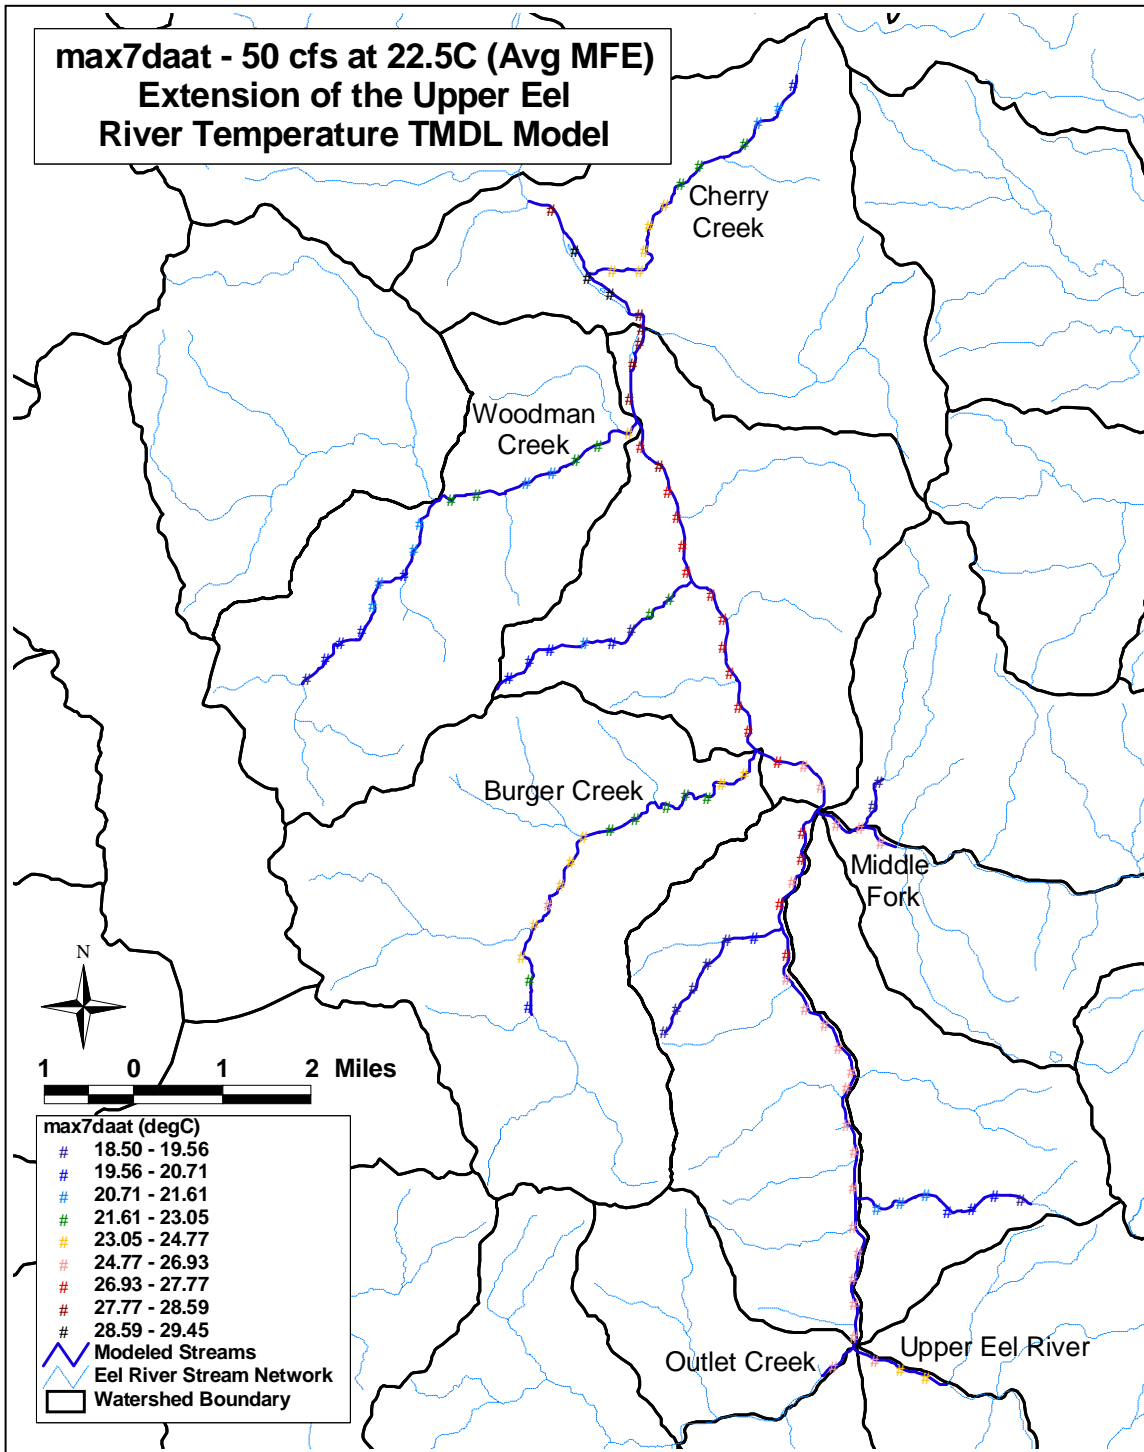 max7daat - 50 cfs at 22.5C (Avg MFE)
Extension of the Upper Eel
River Temperature TMDL Model
Cherry
Creek
Woodman
Creek
Burger Creek
Middle
Fork
N
1 0 1 2 Miles
max7daat (degC)
# 18.50 - 19.56
# 19.56 - 20.71
# 20.71 - 21.61
# 21.61 - 23.05
# 23.05 - 24.77
# 24.77 - 26.93
# 26.93 - 27.77
# 27.77 - 28.59
# 28.59 - 29.45
Modeled Streams
Eel River Stream Network
Watershed Boundary
Outlet Creek
Upper Eel River